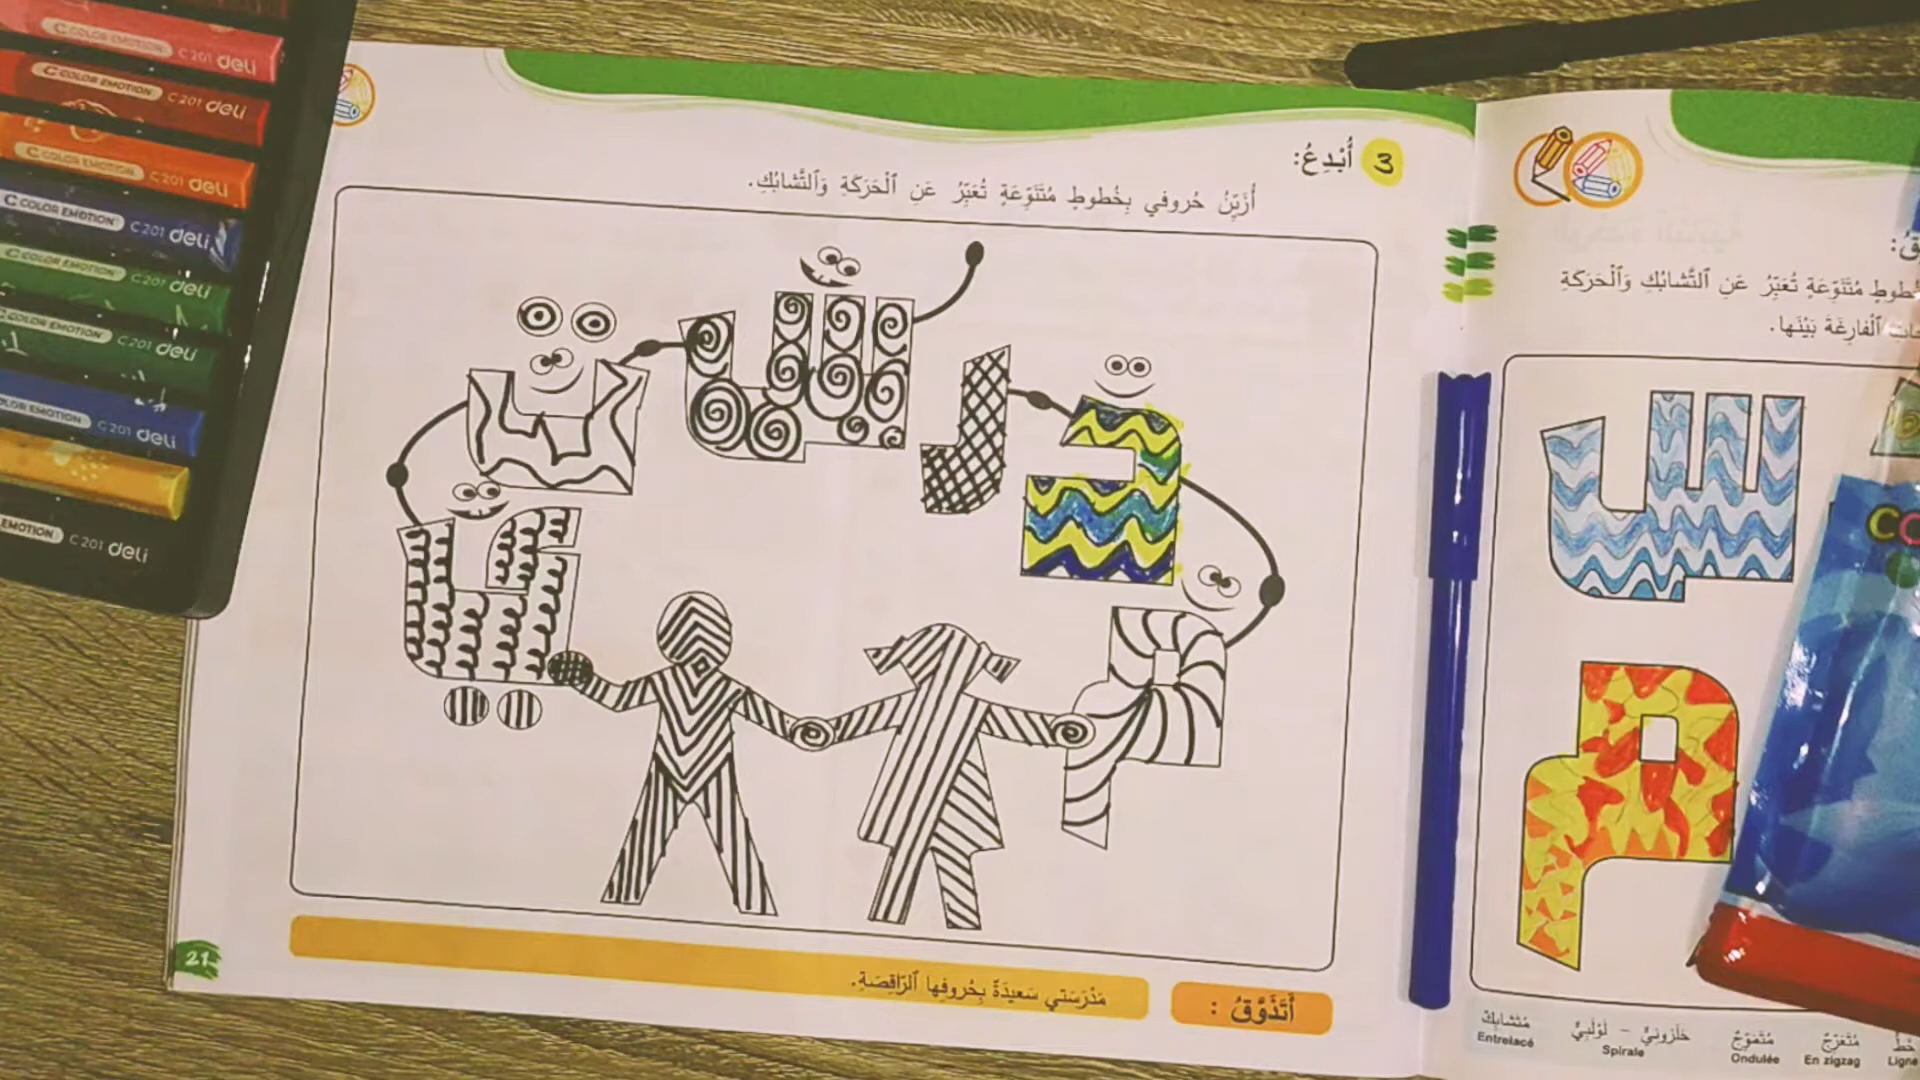 3 أُبْدِعُ:
أُزَيِّنُ حُروفي بِخُطوطٍ مُتَنَوِّعَةٍ تُعَبِّرُ عَنِ ٱلْحَرَكَةِ وَٱلتَّشابُكِ.
أَتَذَوَّقُ :
مَدْرَسَتي سَعيدَةٌ بِحُروفِها ٱلرّاقِصَةِ.
21
مُتَنَوِّعَةٍ تُعَبِّرُ عَنِ ٱلتَّشابُكِ وَٱلْحَرَكَةِ
ٱلْفارِغَةَ بَيْنَها.
س
م
خَطٌّ
Ligne
مُتَعَرِّجٌ
En zigzag
مُتَمَوِّجٌ
Ondulée
حَلَزونِيٌّ – لَوْلَبِيٌّ
Spirale
مُتَشابِكٌ
Entrelacé
C COLOR EMOTION C201 deli
C COLOR EMOTION C201 deli
C COLOR EMOTION C201 deli
C COLOR EMOTION C201 deli
C COLOR EMOTION C201 deli
COLOR EMOTION C201 deli
COLOR EMOTION C201 deli
EMOTION C201 deli